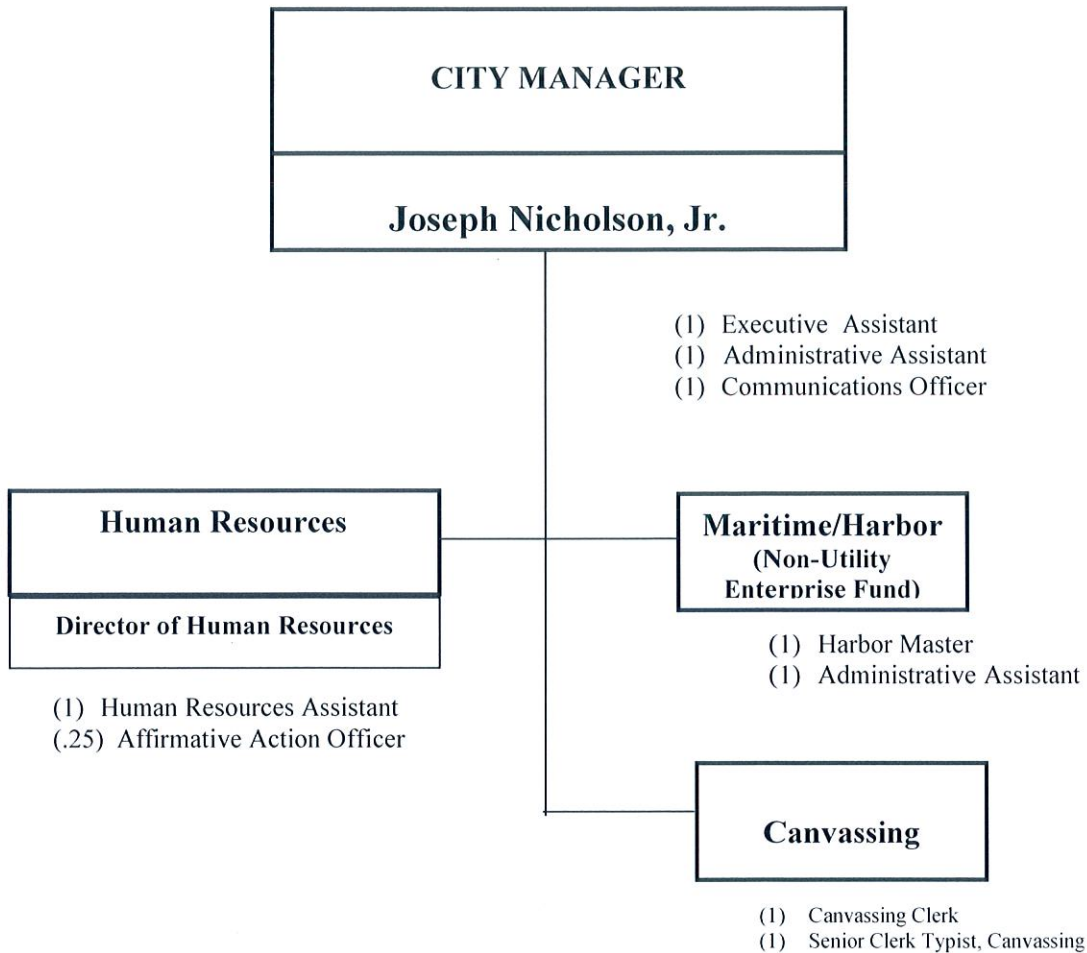 CITY MANAGER
Joseph Nicholson, Jr.
(1) Executive Assistant
(1) Administrative Assistant
(1) Communications Officer
Human Resources
Director of Human Resources
(1) Human Resources Assistant
(.25) Affirmative Action Officer
Maritime/Harbor
(Non-Utility
Enterprise Fund)
(1) Harbor Master
(1) Administrative Assistant
Canvassing
(1) Canvassing Clerk
(1) Senior Clerk Typist, Canvassing